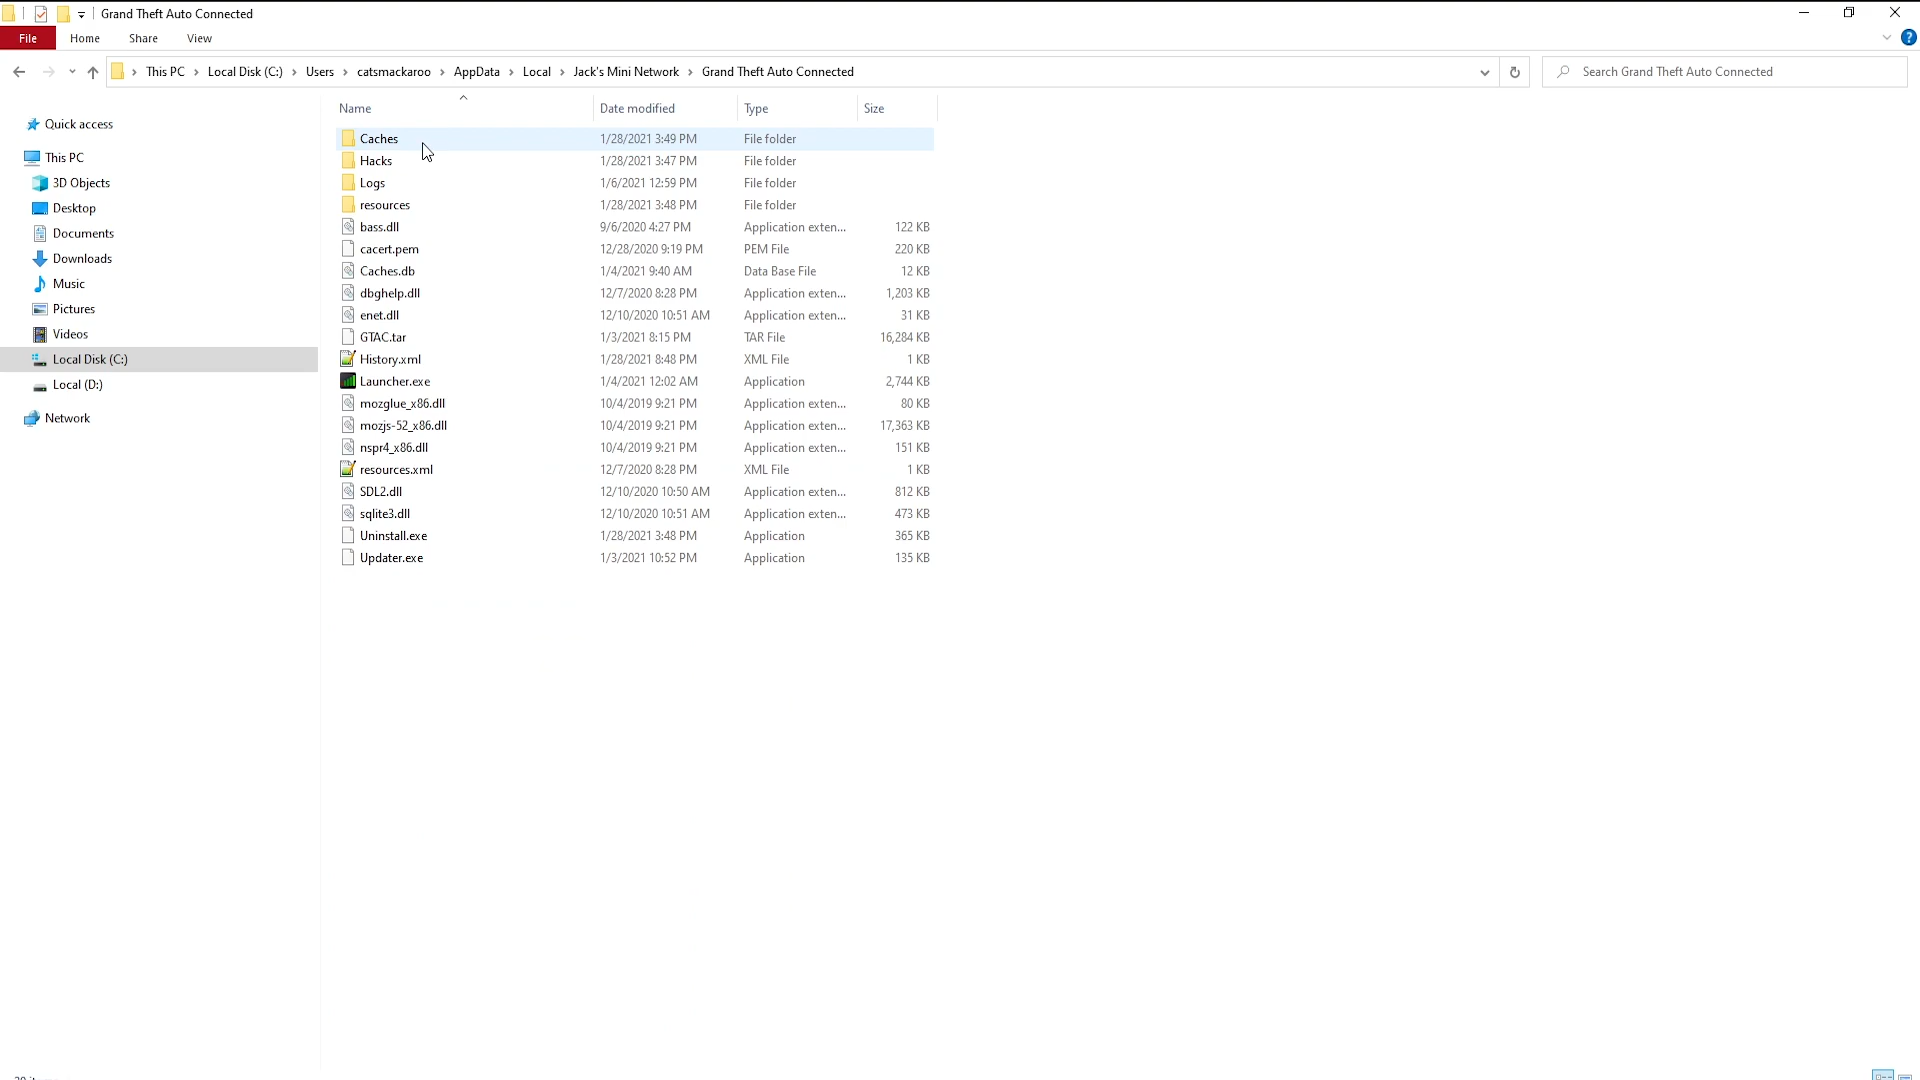 Grand Theft Auto Connected
File Home Share View
This PC Local Disk (C:) Users catsmackaroo AppData Local Jack's Mini Network Grand Theft Auto Connected
Search Grand Theft Auto Connected
Quick access
This PC
3D Objects
Desktop
Documents
Downloads
Music
Pictures
Videos
Local Disk (C:)
Local (D:)
Network
Name Date modified Type Size
Caches 1/28/2021 3:49 PM File folder
Hacks 1/28/2021 3:47 PM File folder
Logs 1/6/2021 12:59 PM File folder
resources 1/28/2021 3:48 PM File folder
bass.dll 9/6/2020 4:27 PM Application exten... 122 KB
cacert.pem 12/28/2020 9:19 PM PEM File 220 KB
Caches.db 1/4/2021 9:40 AM Data Base File 12 KB
dbghelp.dll 12/7/2020 8:28 PM Application exten... 1,203 KB
enet.dll 12/10/2020 10:51 AM Application exten... 31 KB
GTAC.tar 1/3/2021 8:15 PM TAR File 16,284 KB
History.xml 1/28/2021 8:48 PM XML File 1 KB
Launcher.exe 1/4/2021 12:02 AM Application 2,744 KB
mozglue_x86.dll 10/4/2019 9:21 PM Application exten... 80 KB
mozjs-52_x86.dll 10/4/2019 9:21 PM Application exten... 17,363 KB
nspr4_x86.dll 10/4/2019 9:21 PM Application exten... 151 KB
resources.xml 12/7/2020 8:28 PM XML File 1 KB
SDL2.dll 12/10/2020 10:50 AM Application exten... 812 KB
sqlite3.dll 12/10/2020 10:51 AM Application exten... 473 KB
Uninstall.exe 1/28/2021 3:48 PM Application 365 KB
Updater.exe 1/3/2021 10:52 PM Application 135 KB